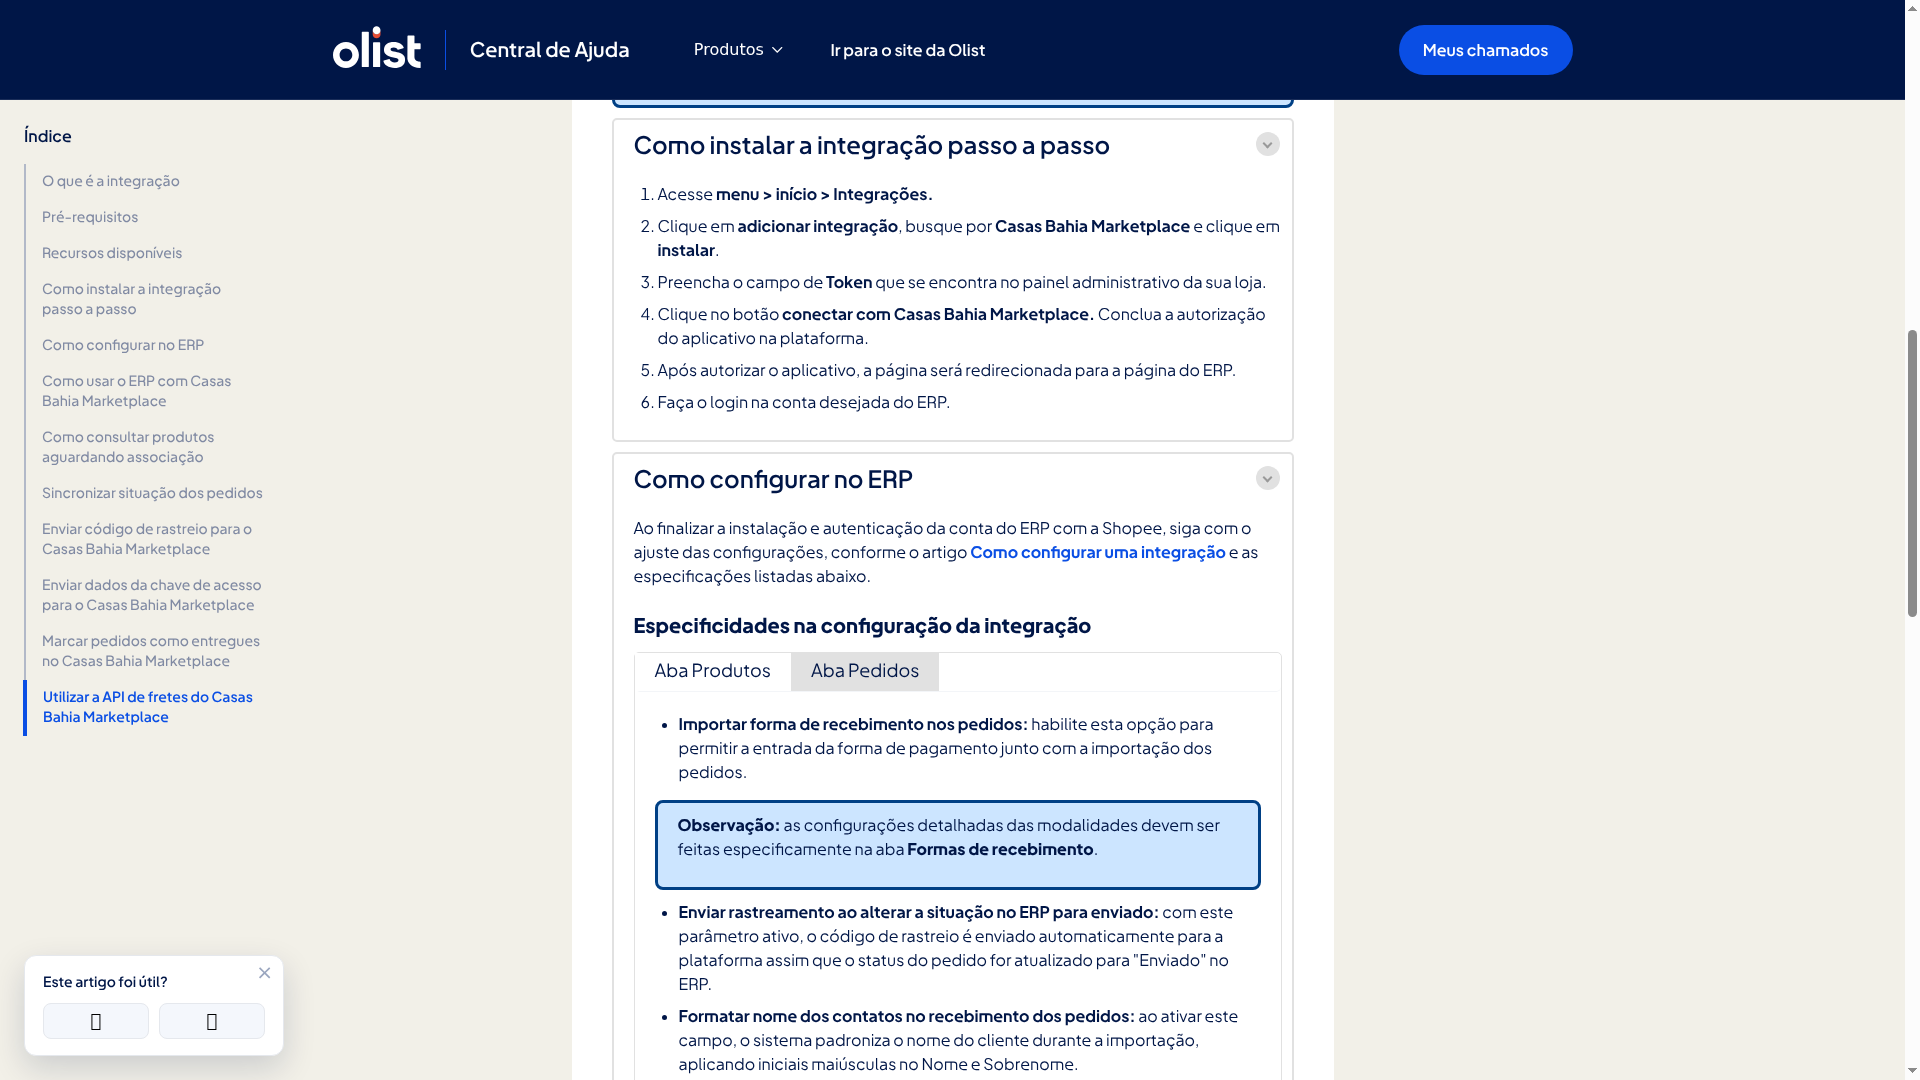 olist
Central de Ajuda
Produtos
Ir para o site da Olist
Meus chamados
Índice
O que é a integração
Pré-requisitos
Recursos disponíveis
Como instalar a integração
passo a passo
Como configurar no ERP
Como usar o ERP com Casas
Bahia Marketplace
Como consultar produtos
aguardando associação
Sincronizar situação dos pedidos
Enviar código de rastreio para o
Casas Bahia Marketplace
Enviar dados da chave de acesso
para o Casas Bahia Marketplace
Marcar pedidos como entregues
no Casas Bahia Marketplace
Utilizar a API de fretes do Casas
Bahia Marketplace
Como instalar a integração passo a passo
1. Acesse menu > início > Integrações.
2. Clique em adicionar integração, busque por Casas Bahia Marketplace e clique em
instalar.
3. Preencha o campo de Token que se encontra no painel administrativo da sua loja.
4. Clique no botão conectar com Casas Bahia Marketplace. Conclua a autorização
do aplicativo na plataforma.
5. Após autorizar o aplicativo, a página será redirecionada para a página do ERP.
6. Faça o login na conta desejada do ERP.
Como configurar no ERP
Ao finalizar a instalação e autenticação da conta do ERP com a Shopee, siga com o
ajuste das configurações, conforme o artigo Como configurar uma integração e as
especificações listadas abaixo.
Especificidades na configuração da integração
Aba Produtos
Aba Pedidos
• Importar forma de recebimento nos pedidos: habilite esta opção para
permitir a entrada da forma de pagamento junto com a importação dos
pedidos.
Observação: as configurações detalhadas das modalidades devem ser
feitas especificamente na aba Formas de recebimento.
• Enviar rastreamento ao alterar a situação no ERP para enviado: com este
parâmetro ativo, o código de rastreio é enviado automaticamente para a
plataforma assim que o status do pedido for atualizado para "Enviado" no
ERP.
• Formatar nome dos contatos no recebimento dos pedidos: ao ativar este
campo, o sistema padroniza o nome do cliente durante a importação,
aplicando iniciais maiúsculas no Nome e Sobrenome.
Este artigo foi útil?